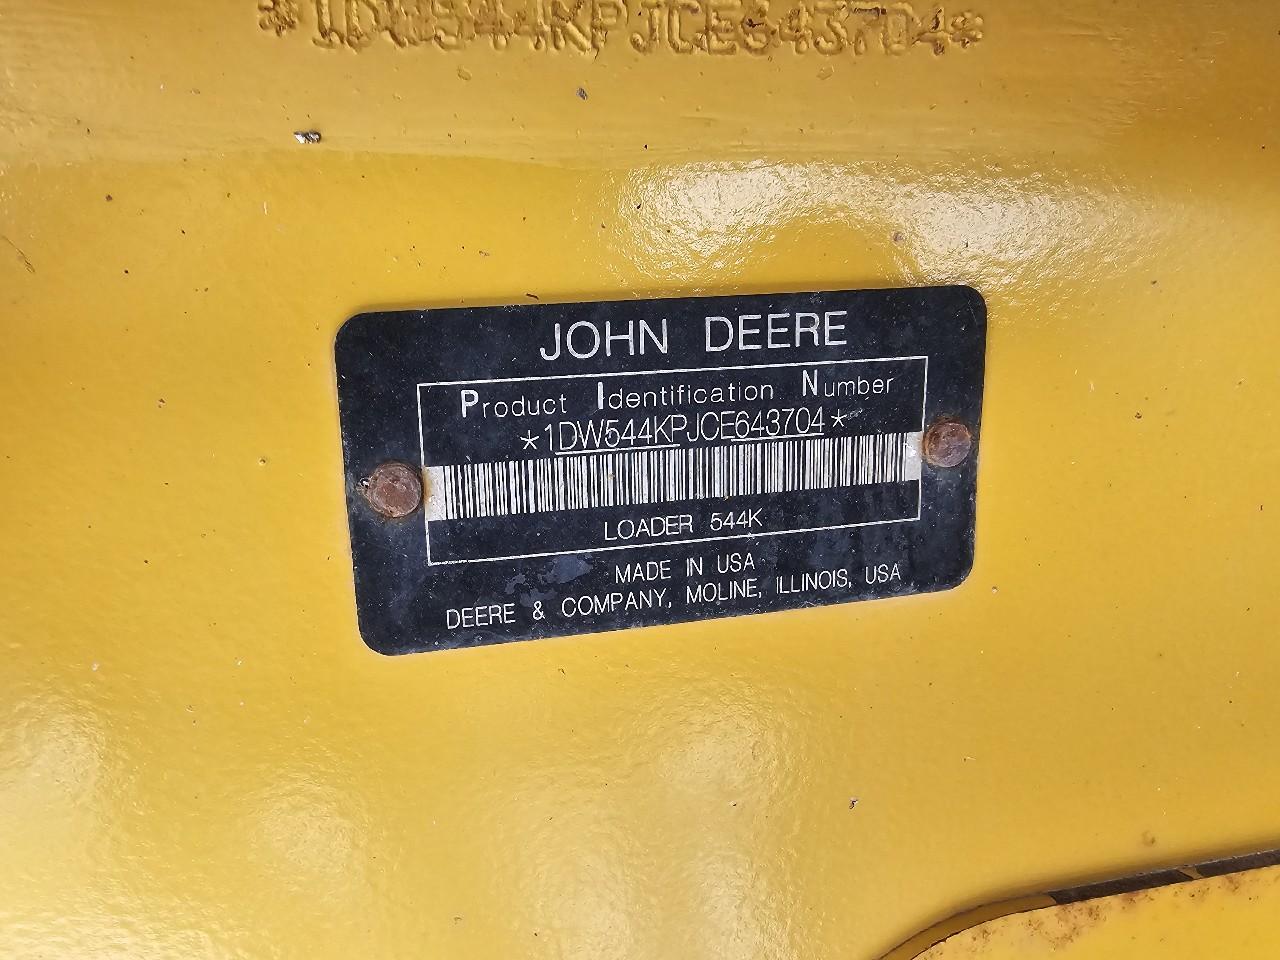 *1DW544KPJCE643704*
JOHN DEERE
Product Identification Number
*1DW544KPJCE643704*
LOADER 544K
MADE IN USA
DEERE & COMPANY, MOLINE, ILLINOIS, USA